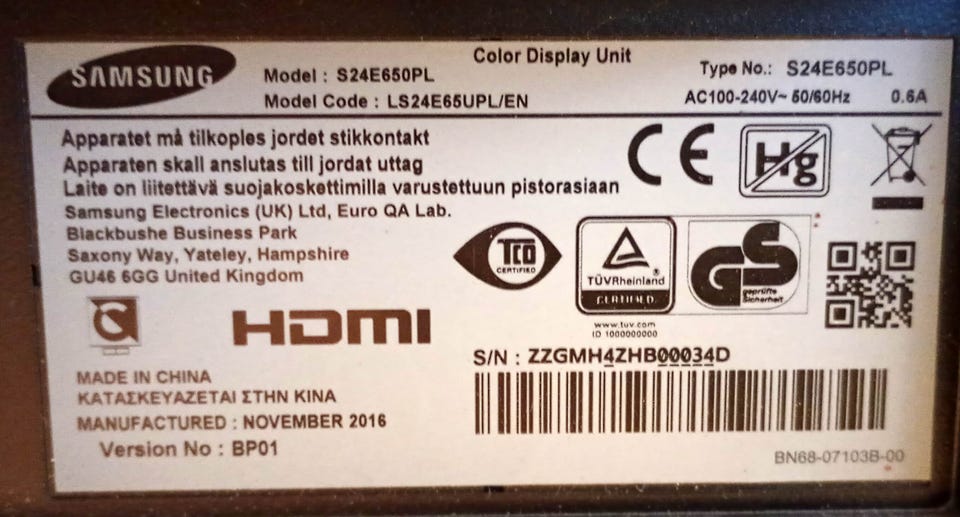 SAMSUNG
Color Display Unit
Model : S24E650PL
Type No.: S24E650PL
Model Code : LS24E65UPL/EN
AC100-240V~ 50/60Hz 0.6A
Apparatet må tilkoples jordet stikkontakt
Apparaten skall anslutas till jordat uttag
Laite on liitettävä suojakoskettimilla varustettuun pistorasiaan
Samsung Electronics (UK) Ltd, Euro QA Lab.
Blackbushe Business Park
Saxony Way, Yateley, Hampshire
GU46 6GG United Kingdom
CE
Hg
TCO
CERTIFIED
TÜVRheinland
CERTIFIED
www.tuv.com
ID 1000000000
GS
geprüfte
Sicherheit
HDMI
S/N : ZZGMH4ZHB00034D
MADE IN CHINA
ΚΑΤΑΣΚΕΥΑΖΕΤΑΙ ΣΤΗΝ ΚΙΝΑ
MANUFACTURED : NOVEMBER 2016
Version No : BP01
BN68-07103B-00